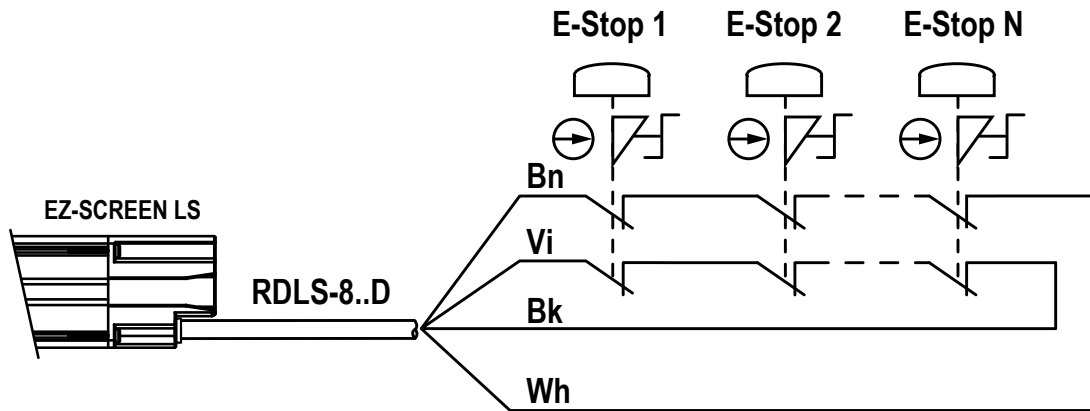 E-Stop 1 E-Stop 2 E-Stop N
Bn
EZ-SCREEN LS
Vi
RDLS-8..D
Bk
Wh